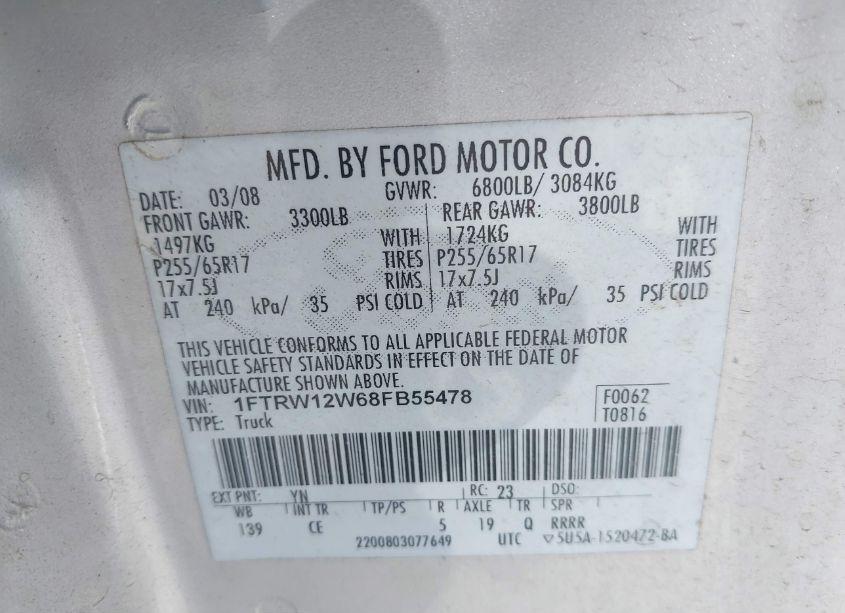 MFD. BY FORD MOTOR CO.
DATE: 03/08 GVWR: 6800LB/ 3084KG
FRONT GAWR: 3300LB REAR GAWR: 3800LB
1497KG WITH 1724KG WITH
P255/65R17 TIRES P255/65R17 TIRES
17x7.5J RIMS 17x7.5J RIMS
AT 240 kPa/ 35 PSI COLD AT 240 kPa/ 35 PSI COLD
THIS VEHICLE CONFORMS TO ALL APPLICABLE FEDERAL MOTOR
VEHICLE SAFETY STANDARDS IN EFFECT ON THE DATE OF
MANUFACTURE SHOWN ABOVE.
VIN: 1FTRW12W68FB55478 F0062
TYPE: Truck T0816
EXT PNT: YN RC: 23 DSO:
WB INT TR TP/PS R AXLE TR SPR
139 CE 5 19 Q RRRR
2200803077649 UTC ▽5U5A-1520472-BA